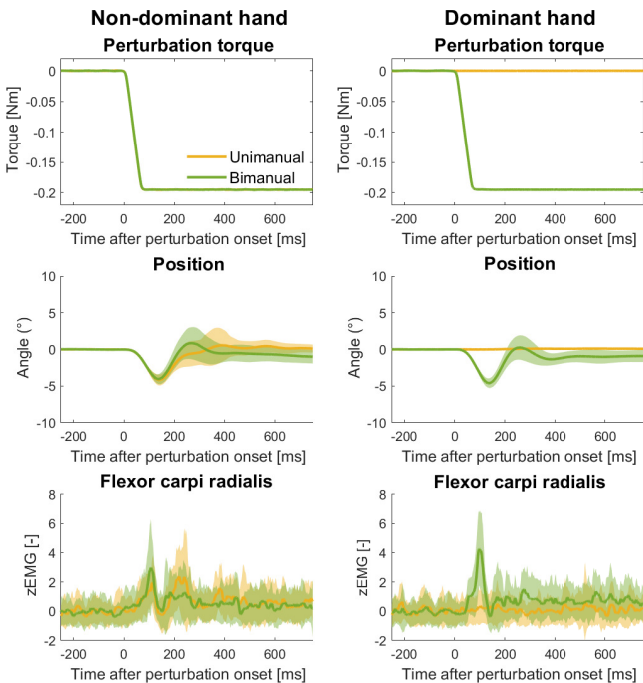 Non-dominant hand
Dominant hand
Perturbation torque
Perturbation torque
0
-0.05
-0.1
-0.15
-0.2
Torque [Nm]
Unimanual
Bimanual
-200 0 200 400 600
Time after perturbation onset [ms]
0
-0.05
-0.1
-0.15
-0.2
Torque [Nm]
-200 0 200 400 600
Time after perturbation onset [ms]
Position
Position
10
5
0
-5
-10
Angle (°)
-200 0 200 400 600
Time after perturbation onset [ms]
10
5
0
-5
-10
Angle (°)
-200 0 200 400 600
Time after perturbation onset [ms]
Flexor carpi radialis
Flexor carpi radialis
8
6
4
2
0
-2
zEMG [-]
-200 0 200 400 600
Time after perturbation onset [ms]
8
6
4
2
0
-2
zEMG [-]
-200 0 200 400 600
Time after perturbation onset [ms]